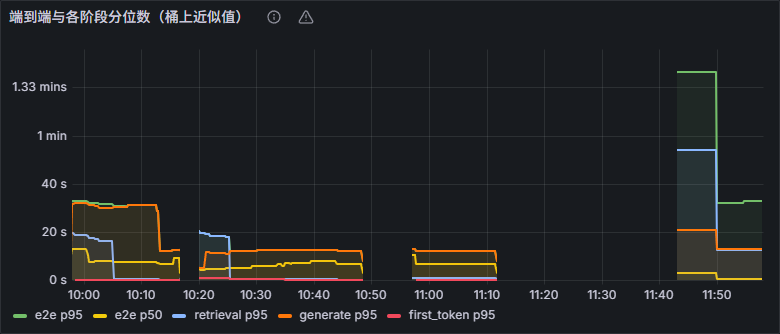 端到端与各阶段分位数（桶上近似值）
1.33 mins
1 min
40 s
20 s
0 s
10:00 10:10 10:20 10:30 10:40 10:50 11:00 11:10 11:20 11:30 11:40 11:50
e2e p95 e2e p50 retrieval p95 generate p95 first_token p95